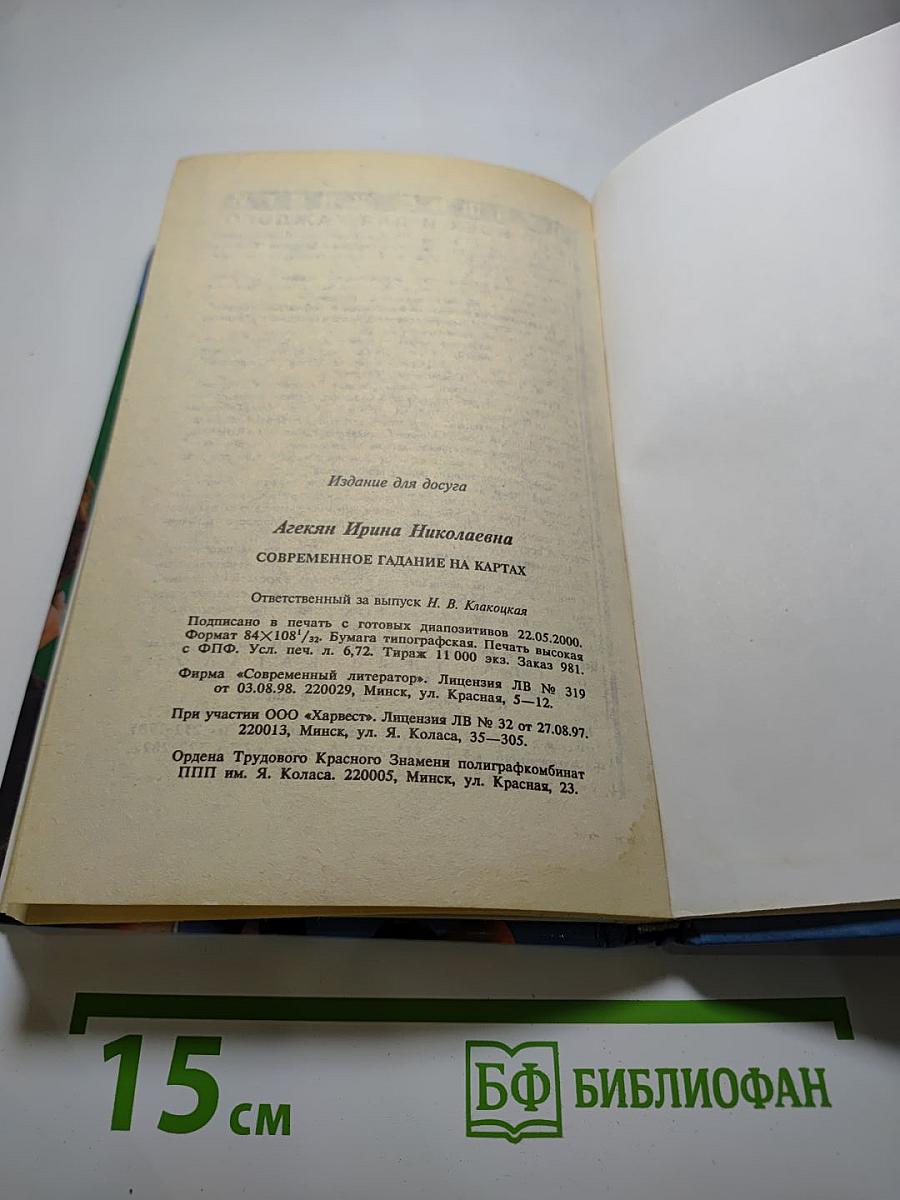 Издание для досуга
Агекян Ирина Николаевна
СОВРЕМЕННОЕ ГАДАНИЕ НА КАРТАХ
Ответственный за выпуск Н. В. Клакоцкая
Подписано в печать с готовых диапозитивов 22.05.2000.
Формат 84×108¹/₃₂. Бумага типографская. Печать высокая
с ФПФ. Усл. печ. л. 6,72. Тираж 11 000 экз. Заказ 981.
Фирма «Современный литератор». Лицензия ЛВ № 319
от 03.08.98. 220029, Минск, ул. Красная, 5—12.
При участии ООО «Харвест». Лицензия ЛВ № 32 от 27.08.97.
220013, Минск, ул. Я. Коласа, 35—305.
Ордена Трудового Красного Знамени полиграфкомбинат
ППП им. Я. Коласа. 220005, Минск, ул. Красная, 23.
15 см
БФ БИБЛИОФАН